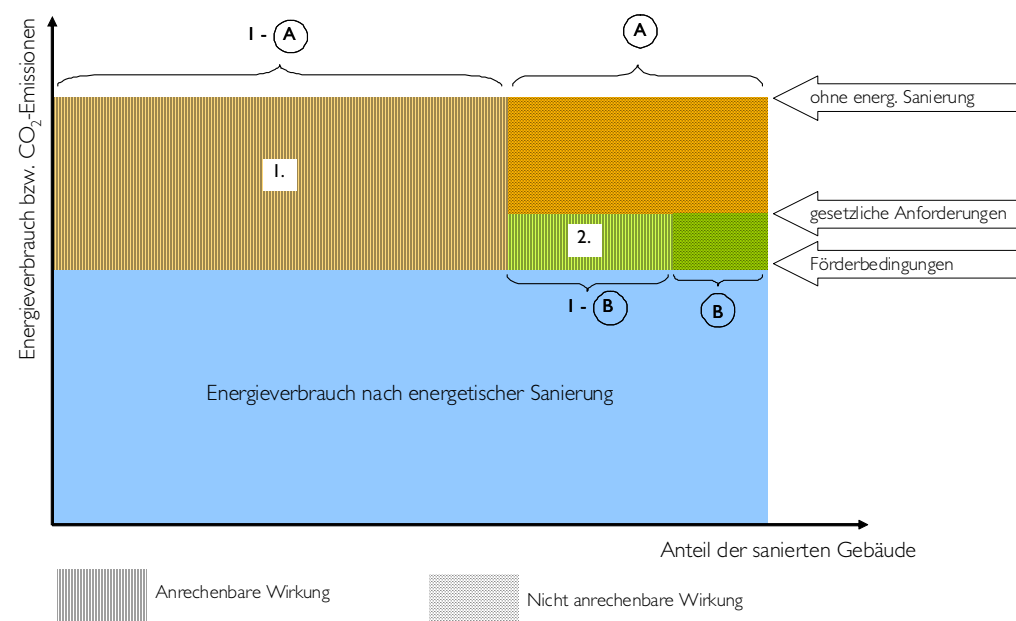 Energieverbrauch bzw. CO2-Emissionen
1 - A
A
1.
2.
ohne energ. Sanierung
gesetzliche Anforderungen
Förderbedingungen
1 - B
B
Energieverbrauch nach energetischer Sanierung
Anteil der sanierten Gebäude
Anrechenbare Wirkung
Nicht anrechenbare Wirkung